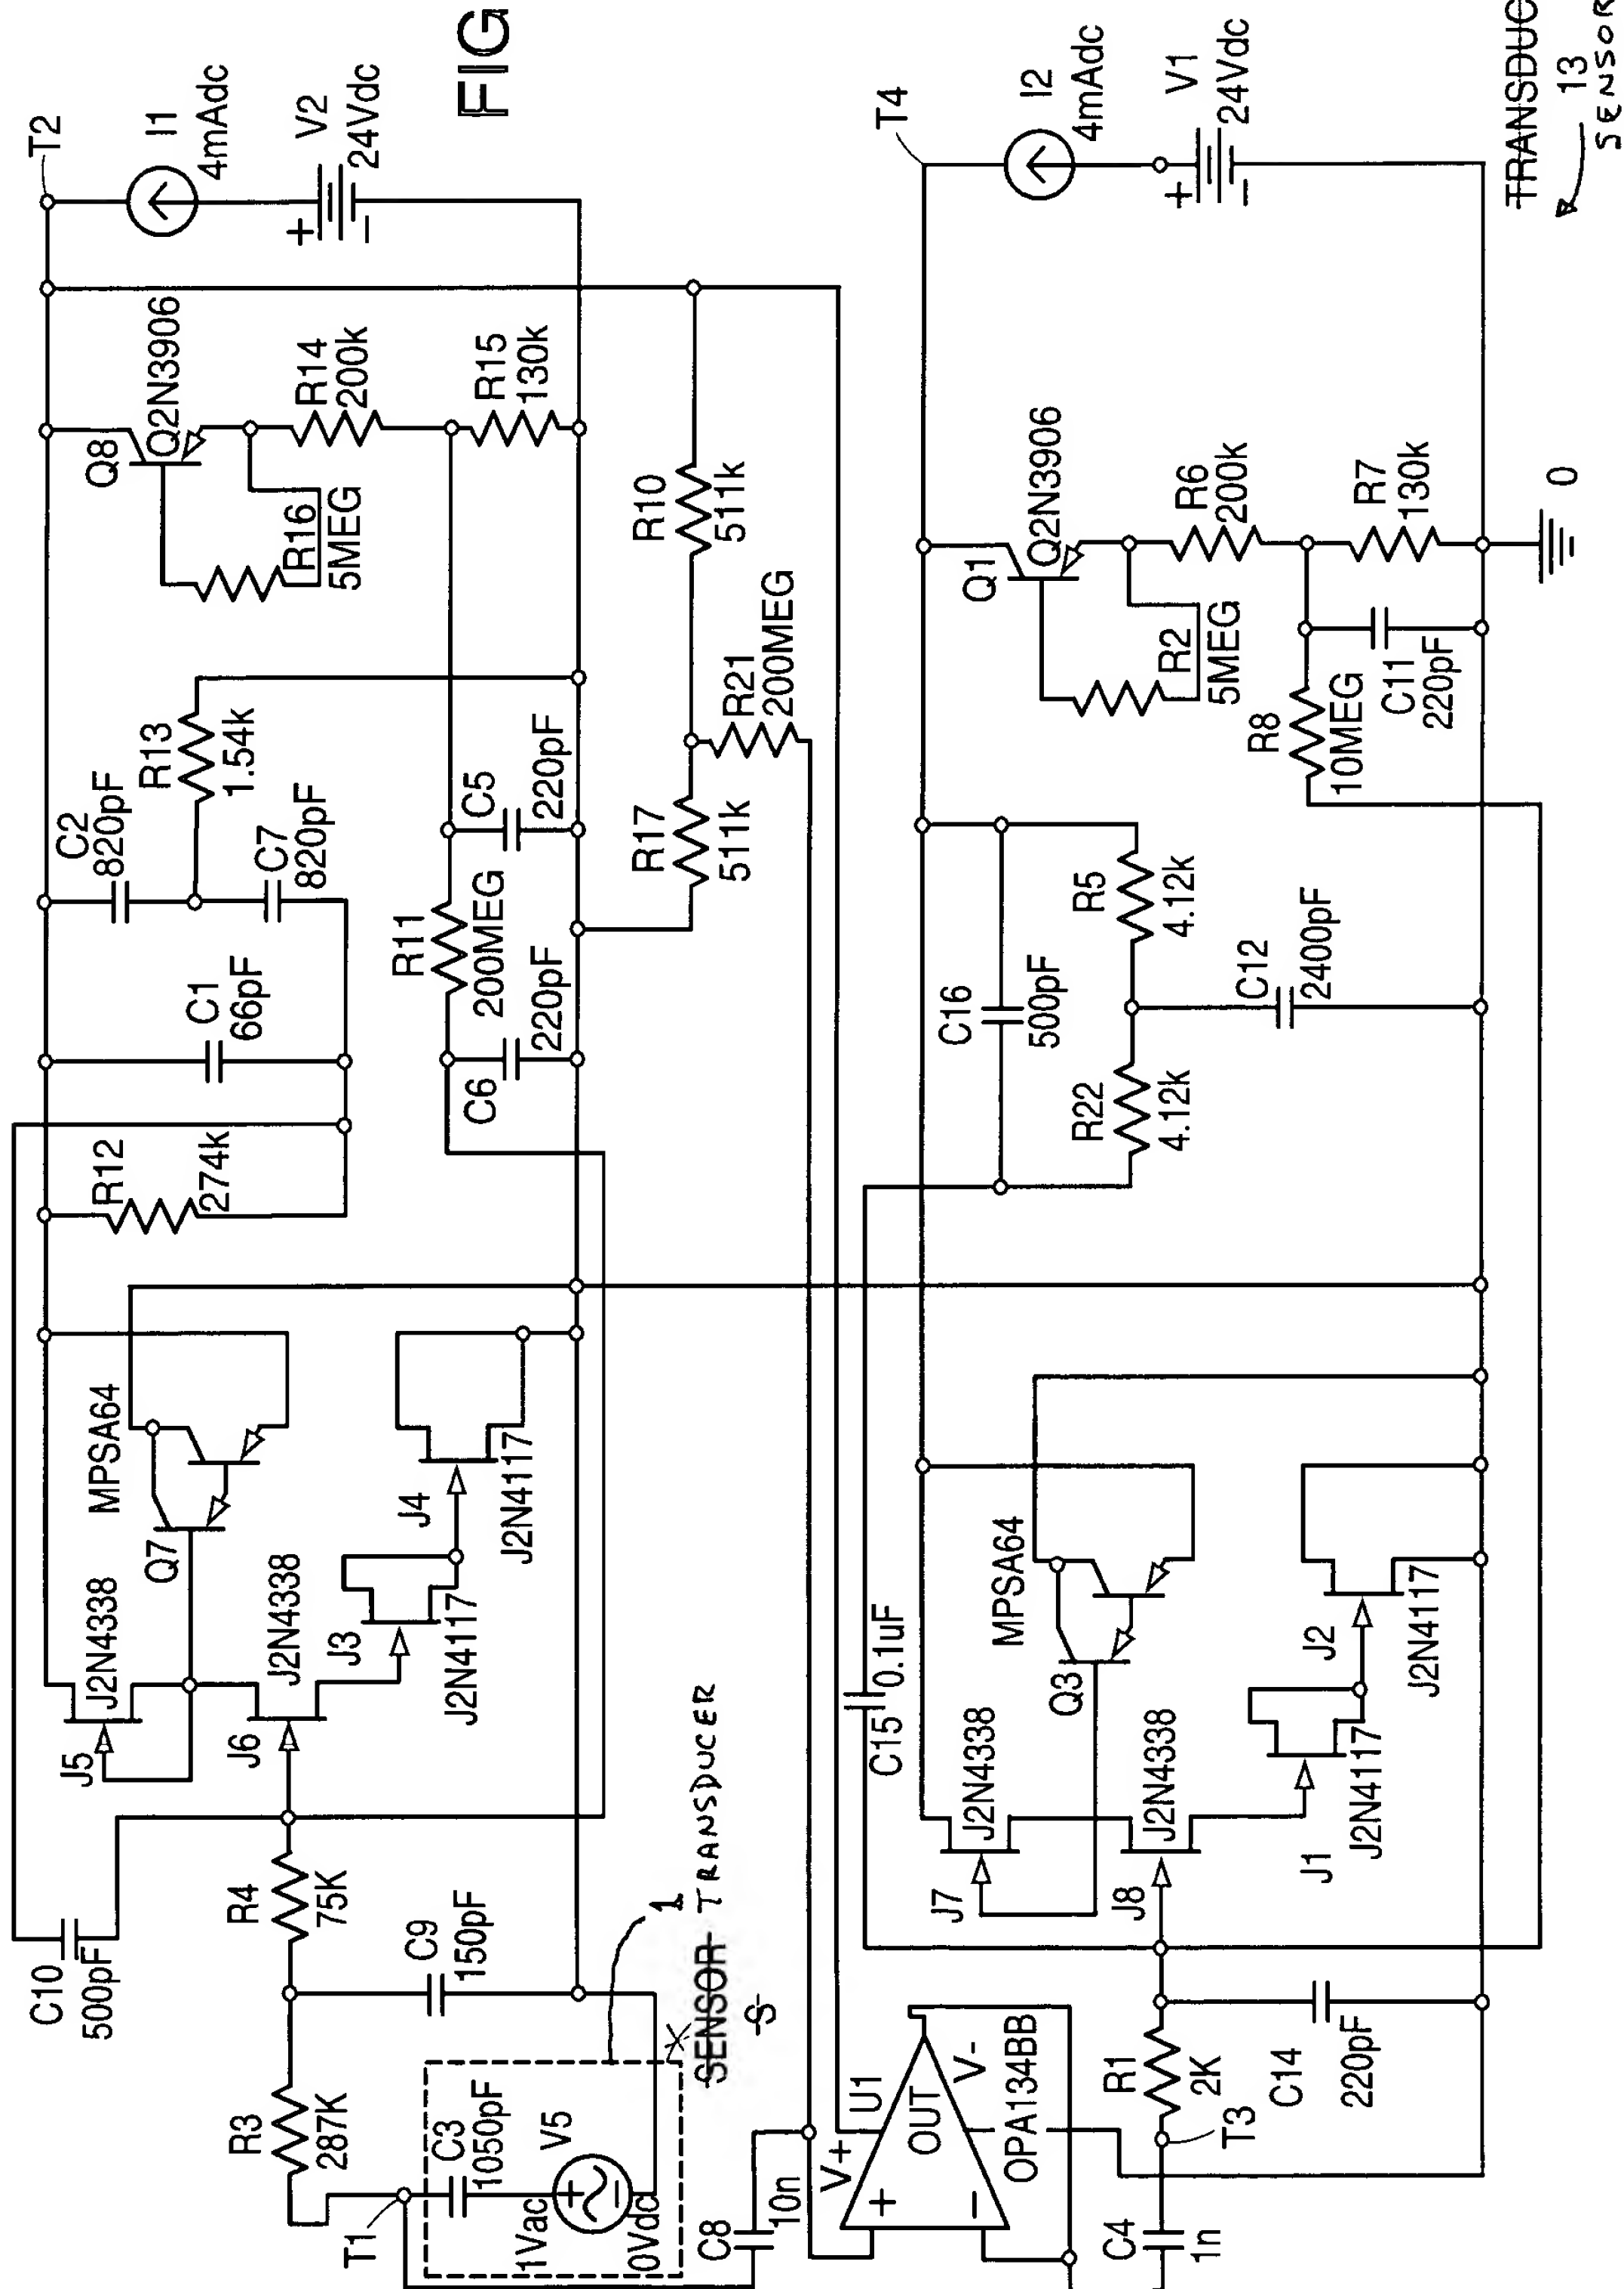 FIG
T2
I1
4mAdc
V2
24Vdc
+
−
Q8
Q2N3906
R14
200k
R15
130k
R16
5MEG
R13
1.54k
C2
820pF
C7
820pF
C1
66pF
R12
274k
R11
200MEG
C5
220pF
C6
220pF
R10
511k
R17
511k
R21
200MEG
MPSA64
Q7
J5
J2N4338
J6
J2N4338
J3
J2N4117
J4
J2N4117
C10
500pF
R4
75K
C9
150pF
R3
287K
T1
C3
1050pF
V5
1Vac
0Vdc
+
−
1
SENSOR TRANSDUCER
S
C8
10n
U1
V+
V-
OUT
+
−
OPA134BB
T4
I2
4mAdc
V1
24Vdc
+
−
TRANSDUC
13
SENSOR
Q1
Q2N3906
R6
200k
R7
130k
0
R2
5MEG
R8
10MEG
C11
220pF
R5
4.12k
C16
500pF
C12
2400pF
R22
4.12k
MPSA64
Q3
C15
0.1uF
J7
J2N4338
J8
J2N4338
J1
J2N4117
J2
J2N4117
R1
2K
C14
220pF
T3
C4
1n